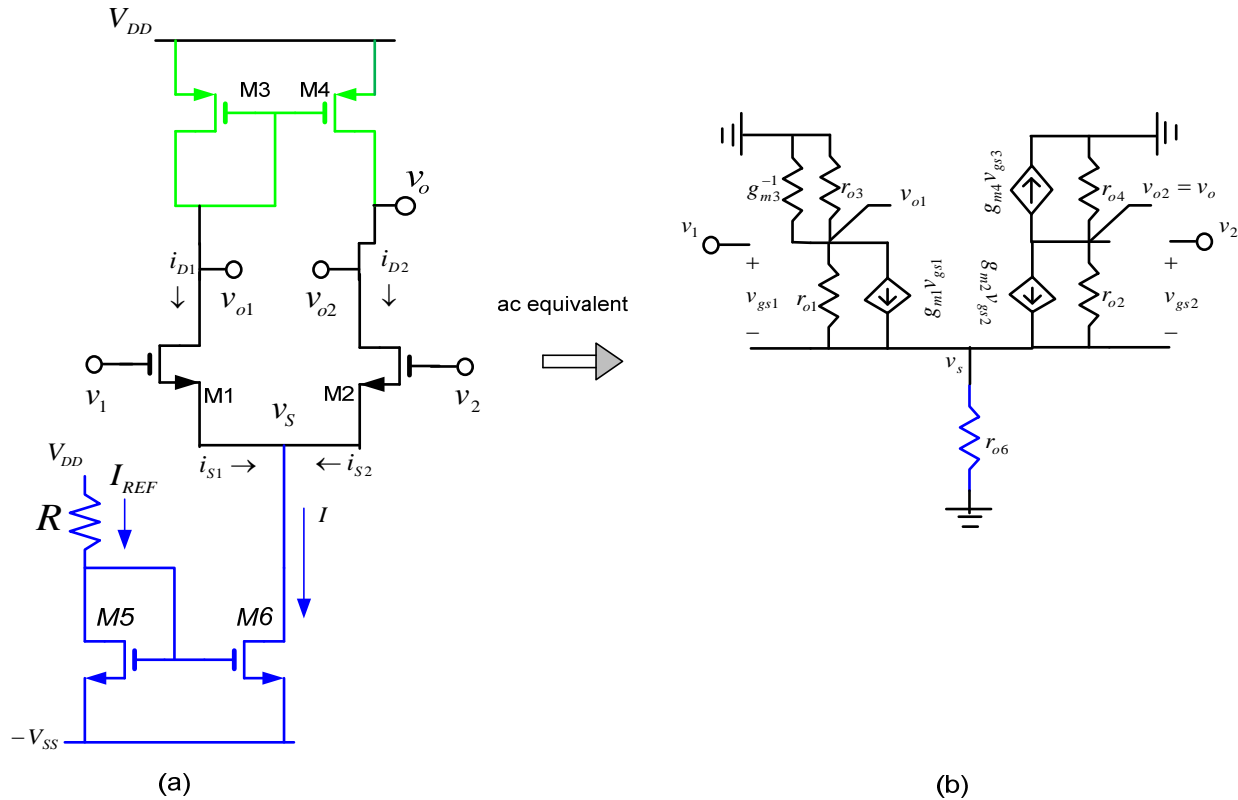 V_DD
M3 M4
v_o
i_D1 ↓ v_o1
v_o2 i_D2 ↓
v_1 M1
M2 v_2
v_S
i_S1 → ← i_S2
V_DD
I_REF
R
I
M5 M6
-V_SS
(a)
ac equivalent
g_m3^-1 r_o3 v_o1
g_m4 v_gs3 r_o4 v_o2 = v_o
v_1 + v_gs1 -
r_o1 g_m1 v_gs1
g_m2 v_gs2 r_o2
v_2 + v_gs2 -
v_s
r_o6
(b)